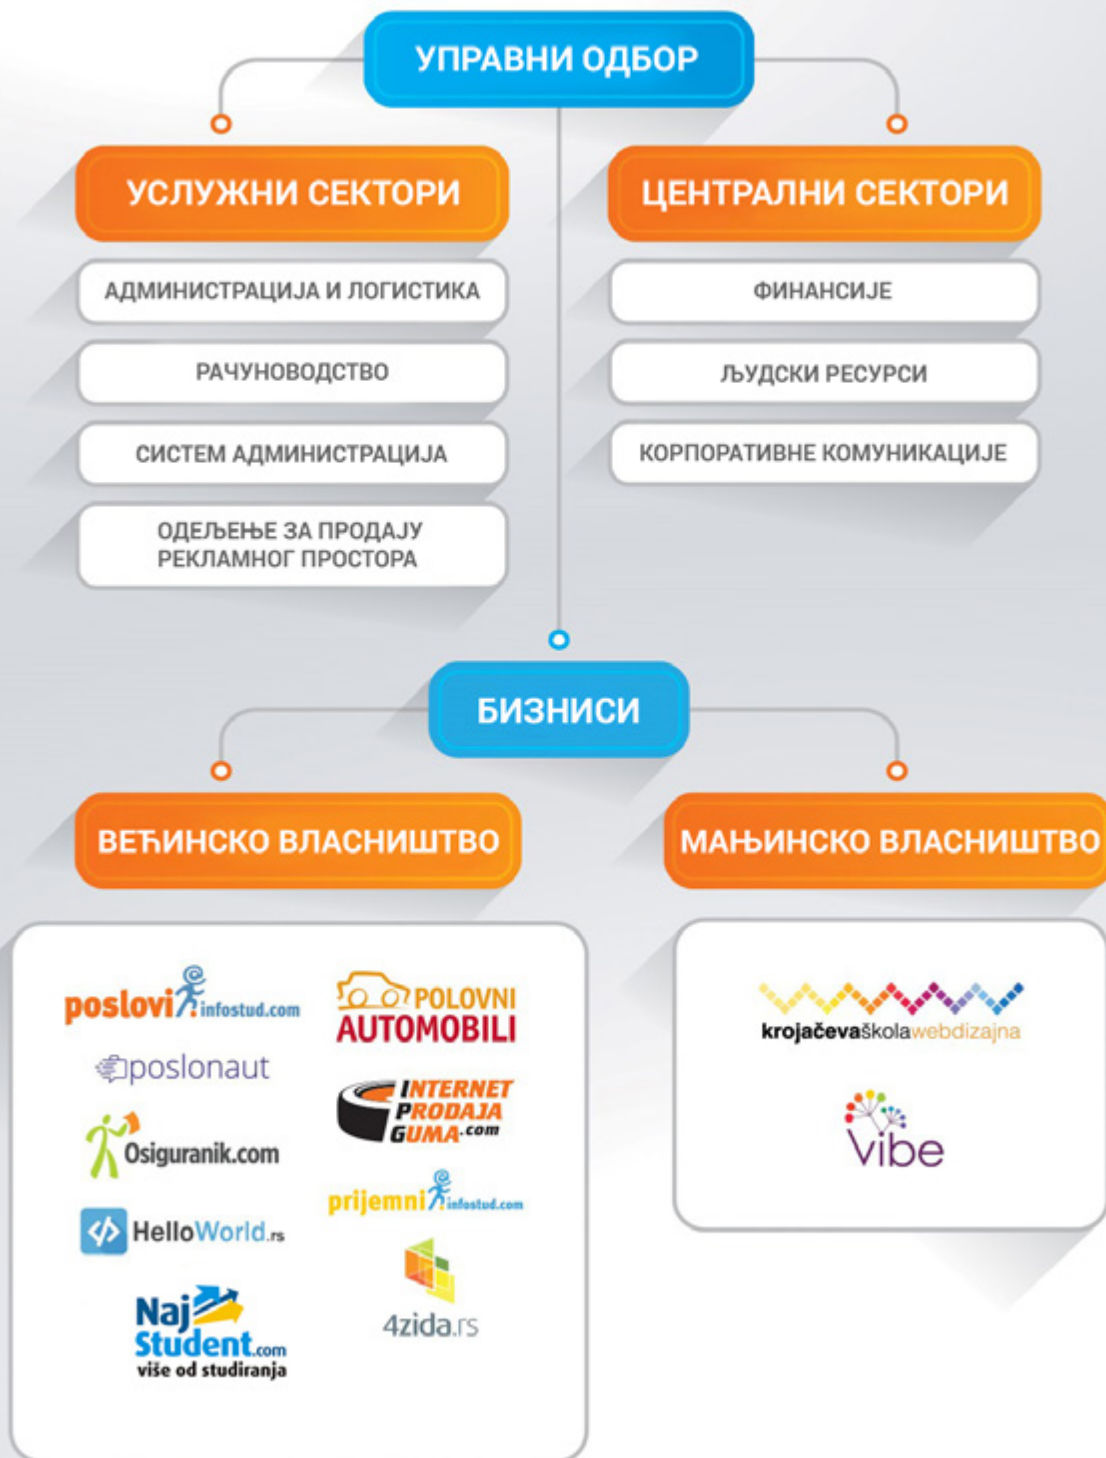 УПРАВНИ ОДБОР
УСЛУЖНИ СЕКТОРИ
АДМИНИСТРАЦИЈА И ЛОГИСТИКА
РАЧУНОВОДСТВО
СИСТЕМ АДМИНИСТРАЦИЈА
ОДЕЉЕЊЕ ЗА ПРОДАЈУ
РЕКЛАМНОГ ПРОСТОРА
ЦЕНТРАЛНИ СЕКТОРИ
ФИНАНСИЈЕ
ЉУДСКИ РЕСУРСИ
КОРПОРАТИВНЕ КОМУНИКАЦИЈЕ
БИЗНИСИ
ВЕЋИНСКО ВЛАСНИШТВО
poslovi infostud.com
poslonaut
Osiguranik.com
HelloWorld.rs
Naj
Student.com
više od studiranja
POLOVNI
AUTOMOBILI
INTERNET
PRODAJA
GUMA.com
prijemni infostud.com
4zida.rs
МАЊИНСКО ВЛАСНИШТВО
krojačevaškolawebdizajna
vibe